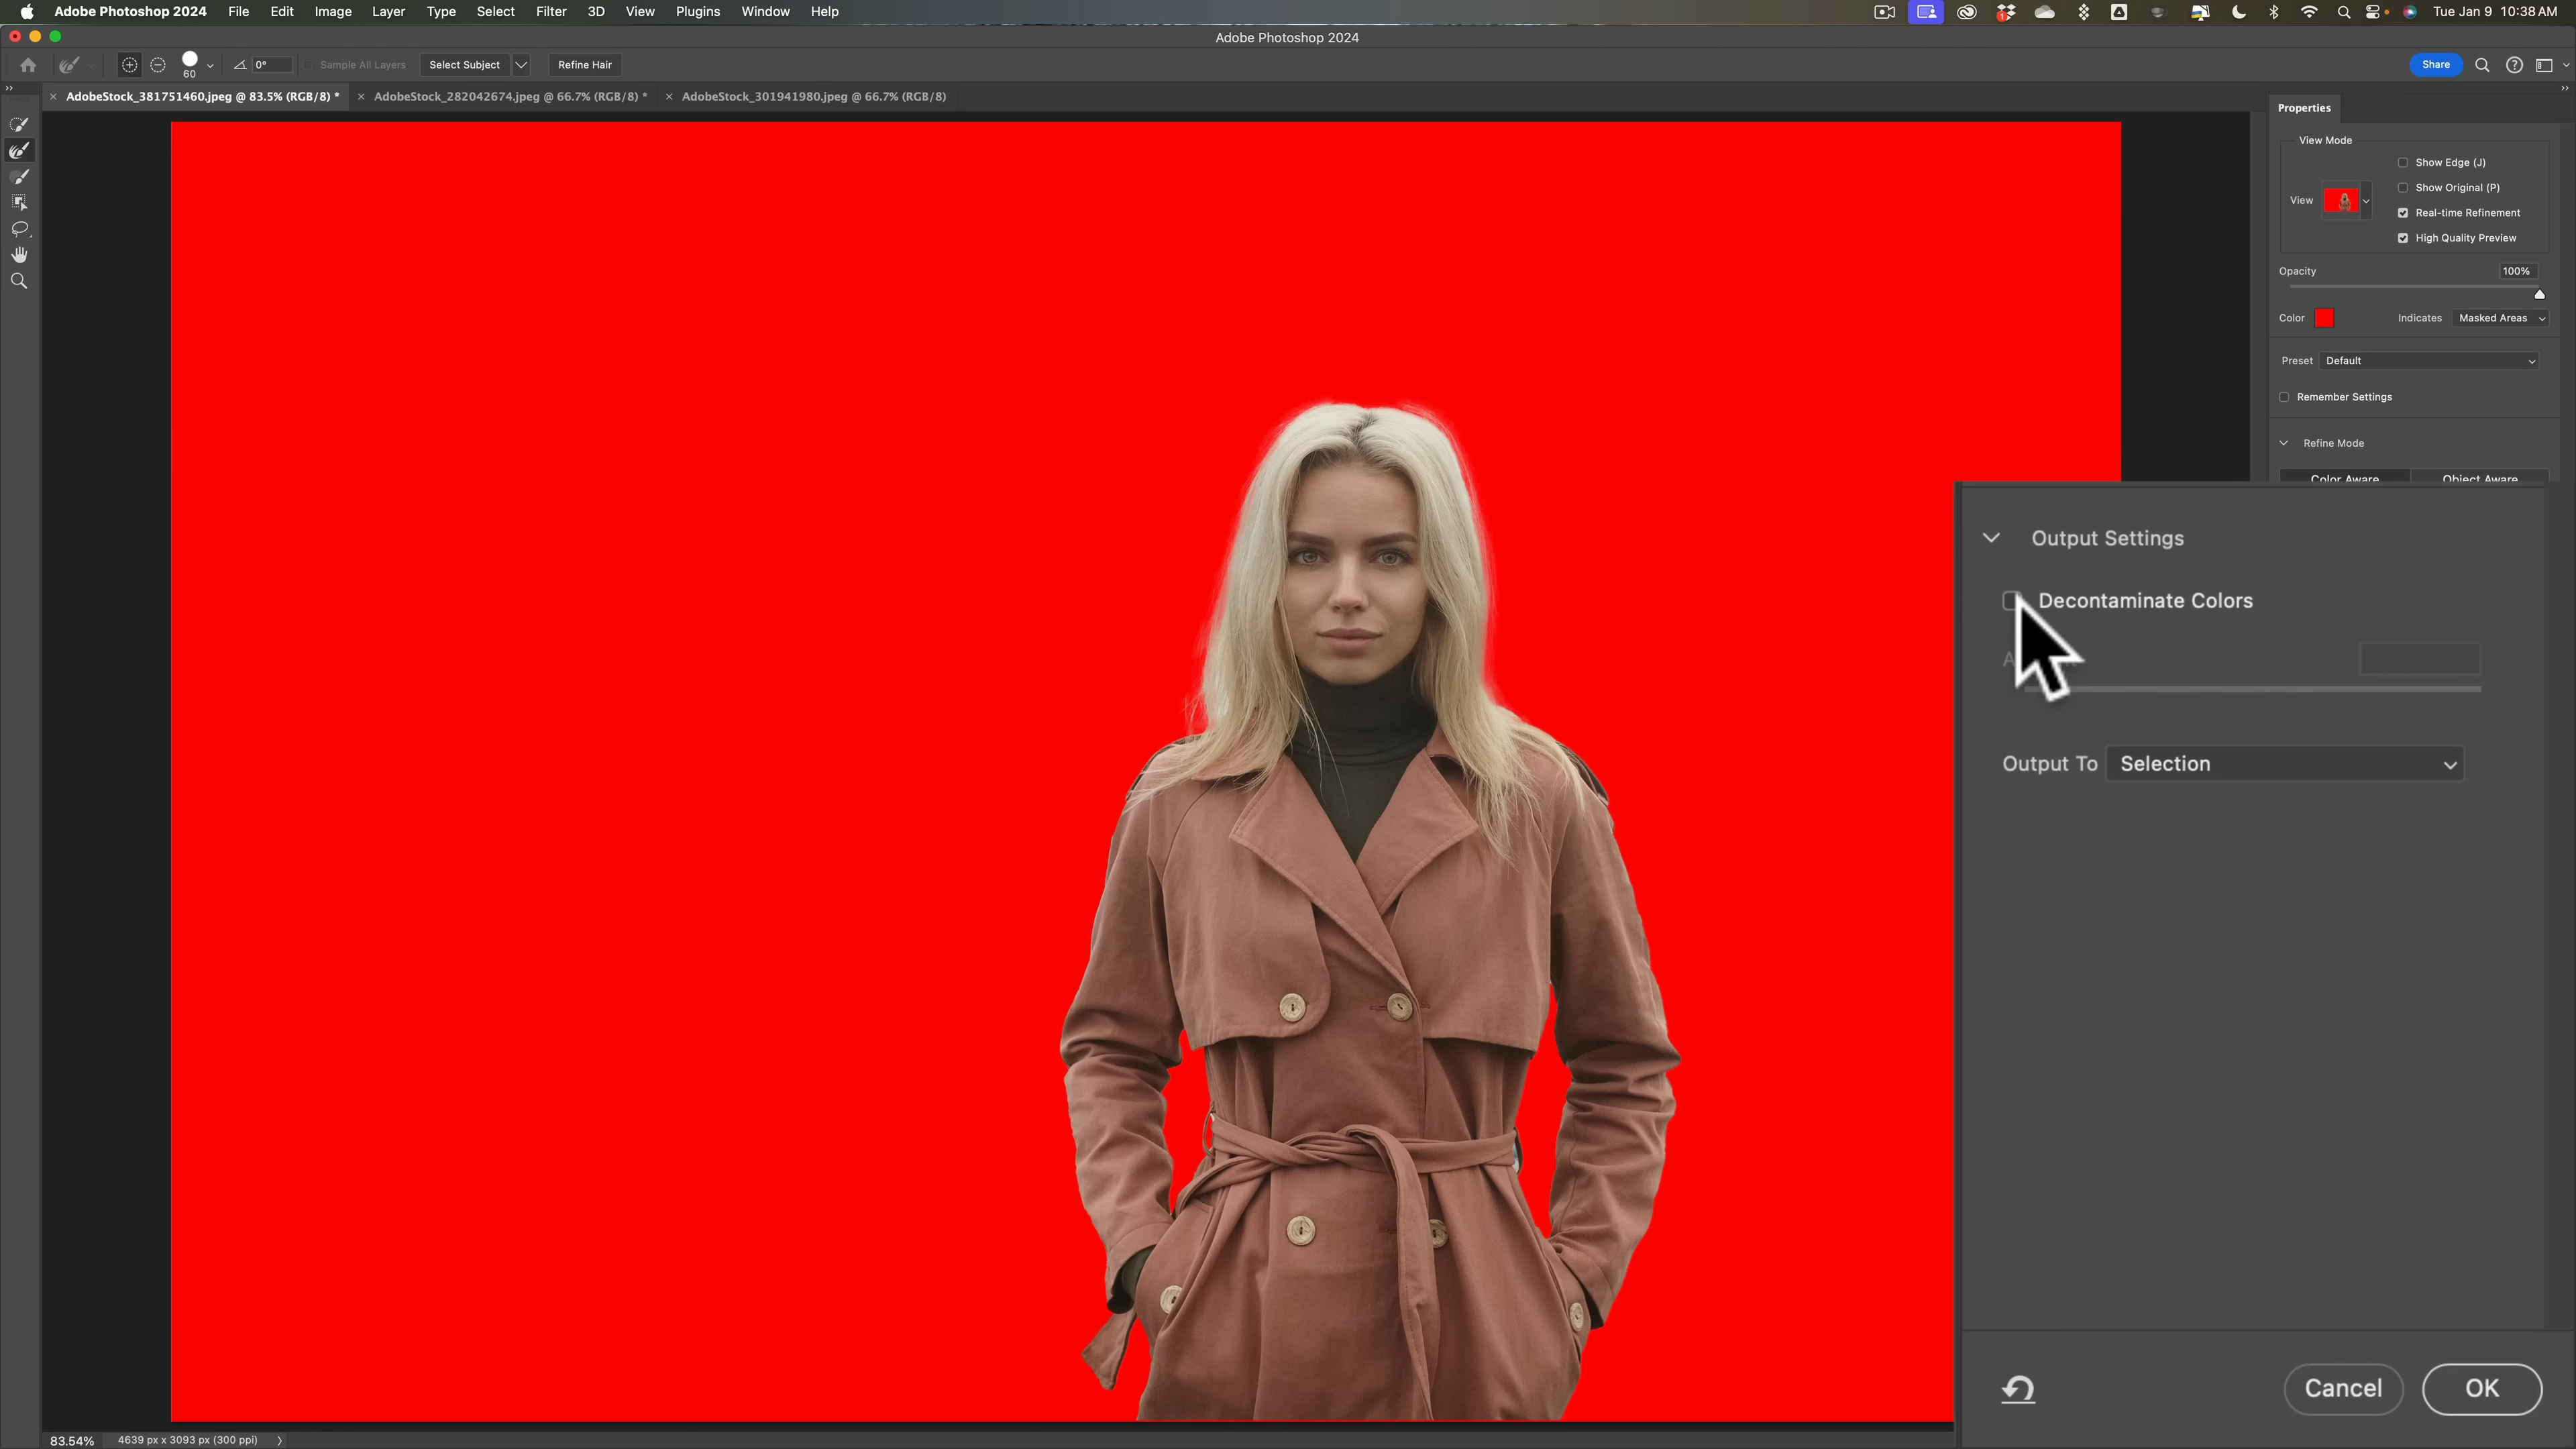 Adobe Photoshop 2024 File Edit Image Layer Type Select Filter 3D View Plugins Window Help 1 Tue Jan 9 10:38 AM
Adobe Photoshop 2024
60 0° Sample All Layers Select Subject Refine Hair Share
AdobeStock_381751460.jpeg @ 83.5% (RGB/8) * AdobeStock_282042674.jpeg @ 66.7% (RGB/8) * AdobeStock_301941980.jpeg @ 66.7% (RGB/8)
Properties
View Mode
Show Edge (J)
Show Original (P)
View
Real-time Refinement
High Quality Preview
Opacity 100%
Color Indicates Masked Areas
Preset Default
Remember Settings
Refine Mode
Color Aware Object Aware
Output Settings
Decontaminate Colors
Output To Selection
Cancel OK
83.54% 4639 px x 3093 px (300 ppi)